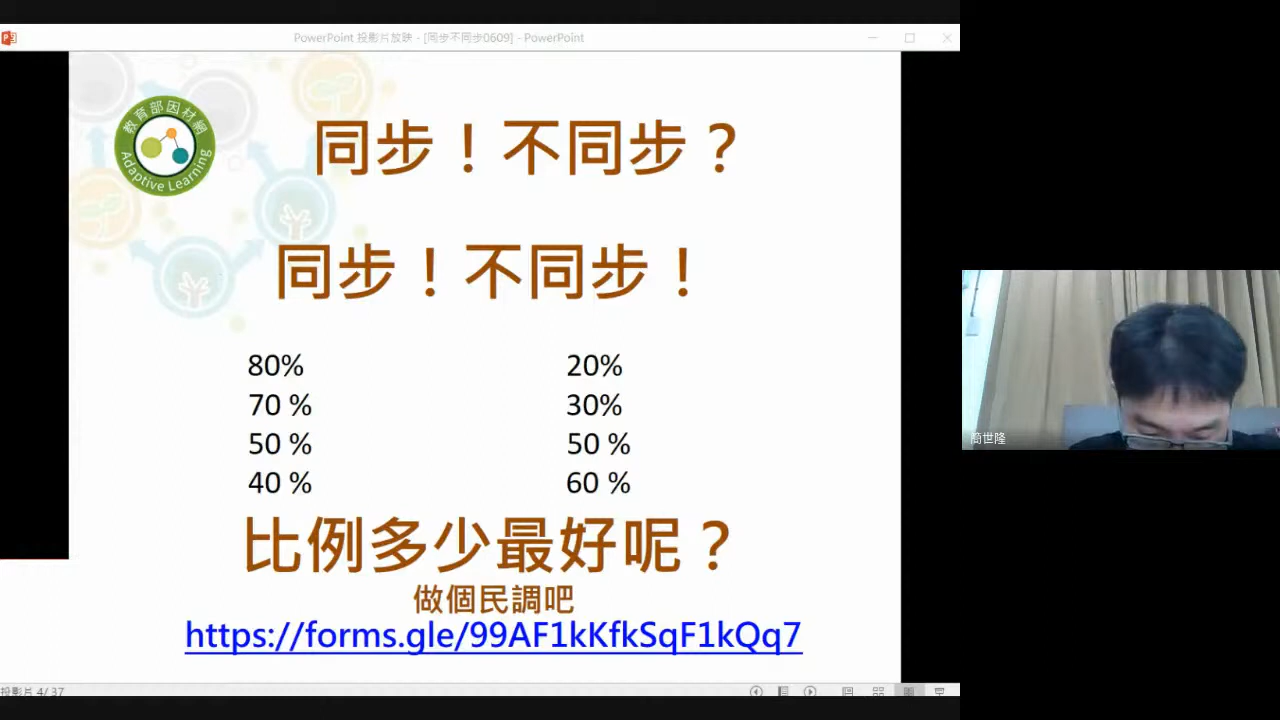 PowerPoint 投影片放映 - [同步不同步0609] - PowerPoint
教育部因材網
Adaptive Learning
同步！不同步？
同步！不同步！
80% 20%
70 % 30%
50 % 50 %
40 % 60 %
比例多少最好呢？
做個民調吧
https://forms.gle/99AF1kKfkSqF1kQq7
投影片 4/ 37
簡世隆